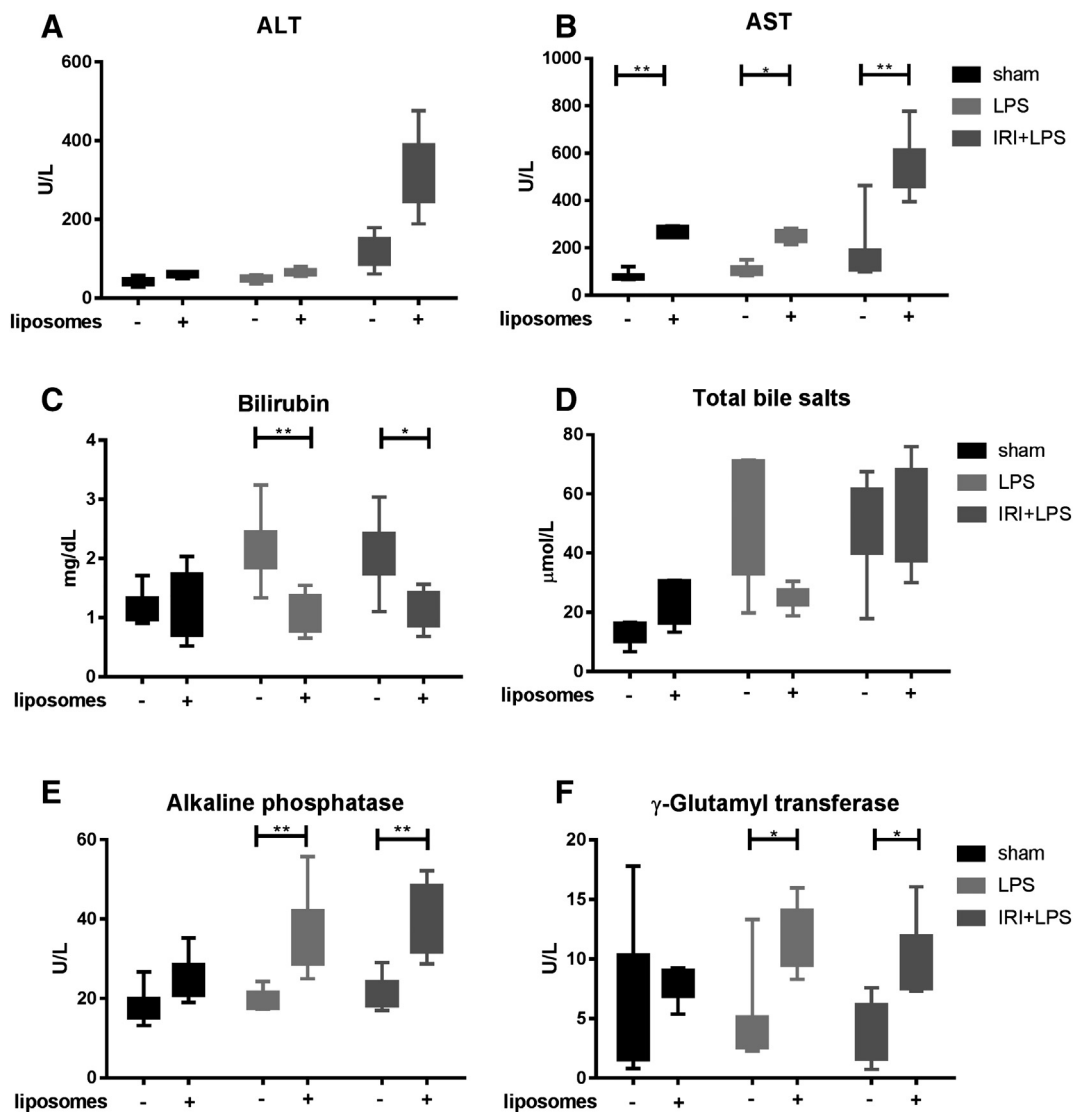 A
ALT
U/L
600
400
200
0
liposomes - + - + - +
B
AST
U/L
1000
800
600
400
200
0
** * **
liposomes - + - + - +
sham
LPS
IRI+LPS
C
Bilirubin
mg/dL
4
3
2
1
0
** *
liposomes - + - + - +
D
Total bile salts
μmol/L
80
60
40
20
0
liposomes - + - + - +
sham
LPS
IRI+LPS
E
Alkaline phosphatase
U/L
60
40
20
0
** **
liposomes - + - + - +
F
γ-Glutamyl transferase
U/L
20
15
10
5
0
* *
liposomes - + - + - +
sham
LPS
IRI+LPS